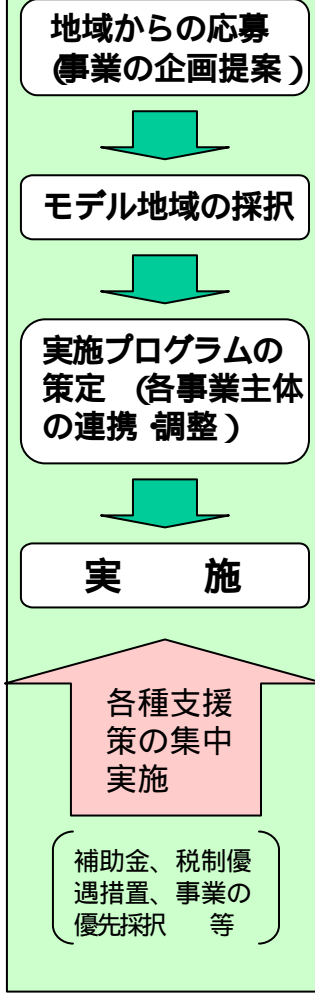 地域からの応募
(事業の企画提案)
モデル地域の採択
実施プログラムの
策定 (各事業主体
の連携・調整)
実 施
各種支援
策の集中
実施
補助金、税制優
遇措置、事業の
優先採択 等